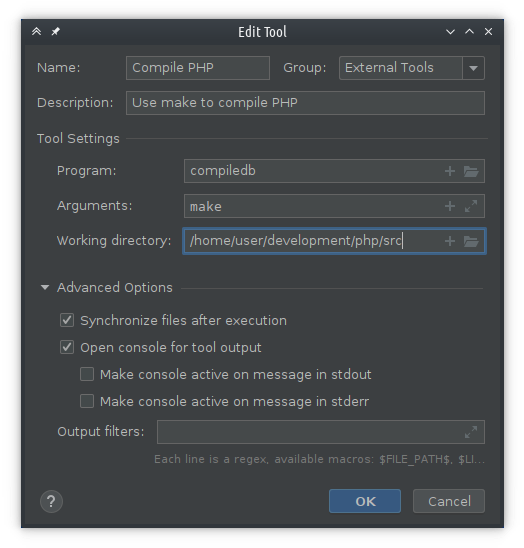 Edit Tool
Name: Compile PHP Group: External Tools
Description: Use make to compile PHP
Tool Settings
Program: compiledb
Arguments: make
Working directory: /home/user/development/php/src
Advanced Options
Synchronize files after execution
Open console for tool output
Make console active on message in stdout
Make console active on message in stderr
Output filters:
Each line is a regex, available macros: $FILE_PATH$, $LI...
? OK Cancel